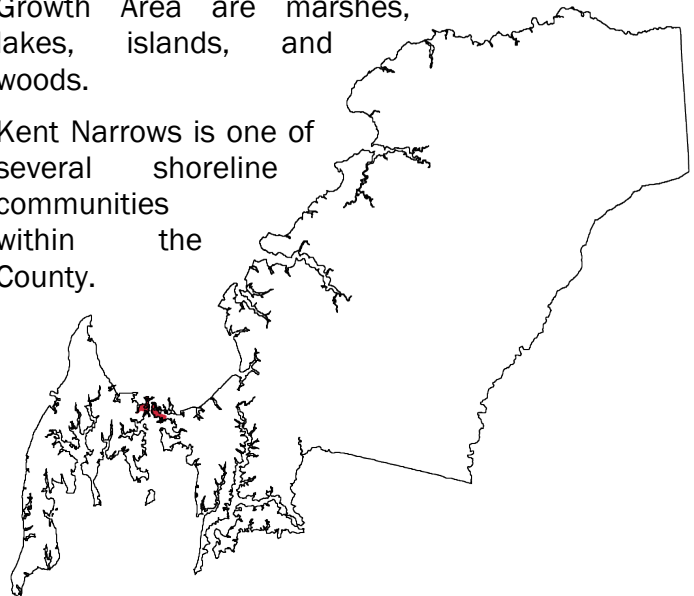 Growth Area are marshes,
lakes, islands, and
woods.
Kent Narrows is one of
several shoreline
communities
within the
County.